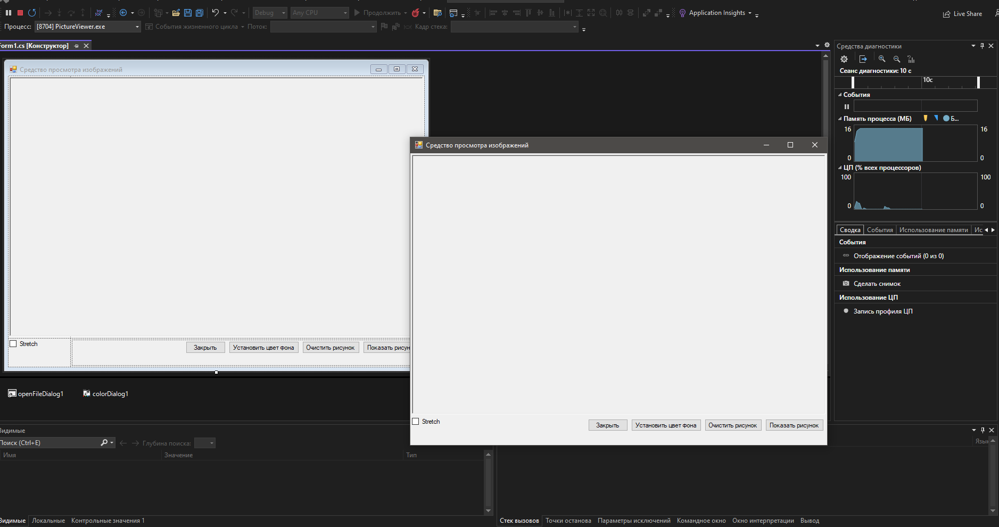 Debug Any CPU Продолжить Application Insights Live Share
Процесс: [8704] PictureViewer.exe События жизненного цикла Поток: Кадр стека:
Form1.cs [Конструктор]
Средство просмотра изображений
Stretch
Закрыть Установить цвет фона Очистить рисунок Показать рисун
openFileDialog1 colorDialog1
Средство просмотра изображений
Stretch
Закрыть Установить цвет фона Очистить рисунок Показать рисунок
Средства диагностики
Сеанс диагностики: 10 с
10с
События
Память процесса (МБ) Б...
16 16
0 0
ЦП (% всех процессоров)
100 100
0 0
Сводка События Использование памяти Ис
События
Отображение событий (0 из 0)
Использование памяти
Сделать снимок
Использование ЦП
Запись профиля ЦП
Видимые
Поиск (Ctrl+E) Глубина поиска:
Имя Значение Тип
Видимые Локальные Контрольные значения 1
Язык
Стек вызовов Точки останова Параметры исключений Командное окно Окно интерпретации Вывод